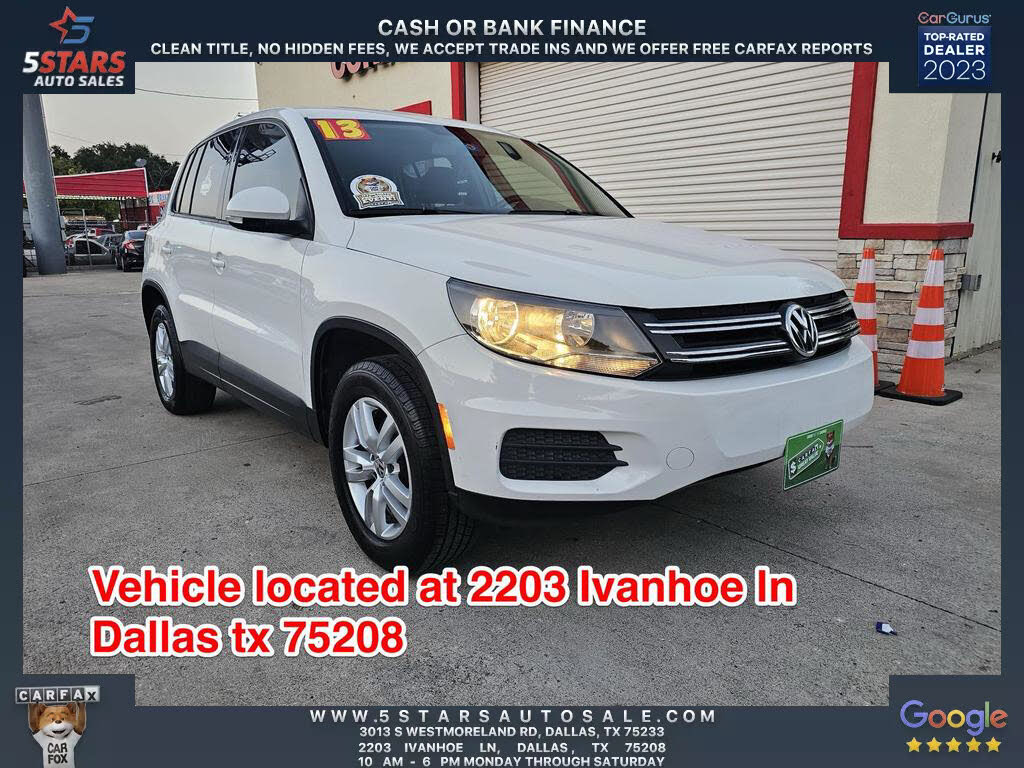 CASH OR BANK FINANCE
CLEAN TITLE, NO HIDDEN FEES, WE ACCEPT TRADE INS AND WE OFFER FREE CARFAX REPORTS
5STARS
AUTO SALES
CarGurus
TOP-RATED
DEALER
2023
13
CARFAX
Vehicle located at 2203 Ivanhoe ln
Dallas tx 75208
CARFAX
CAR
FOX
WWW.5STARSAUTOSALE.COM
3013 S WESTMORELAND RD, DALLAS, TX 75233
2203 IVANHOE LN, DALLAS, TX 75208
10 AM - 6 PM MONDAY THROUGH SATURDAY
Google